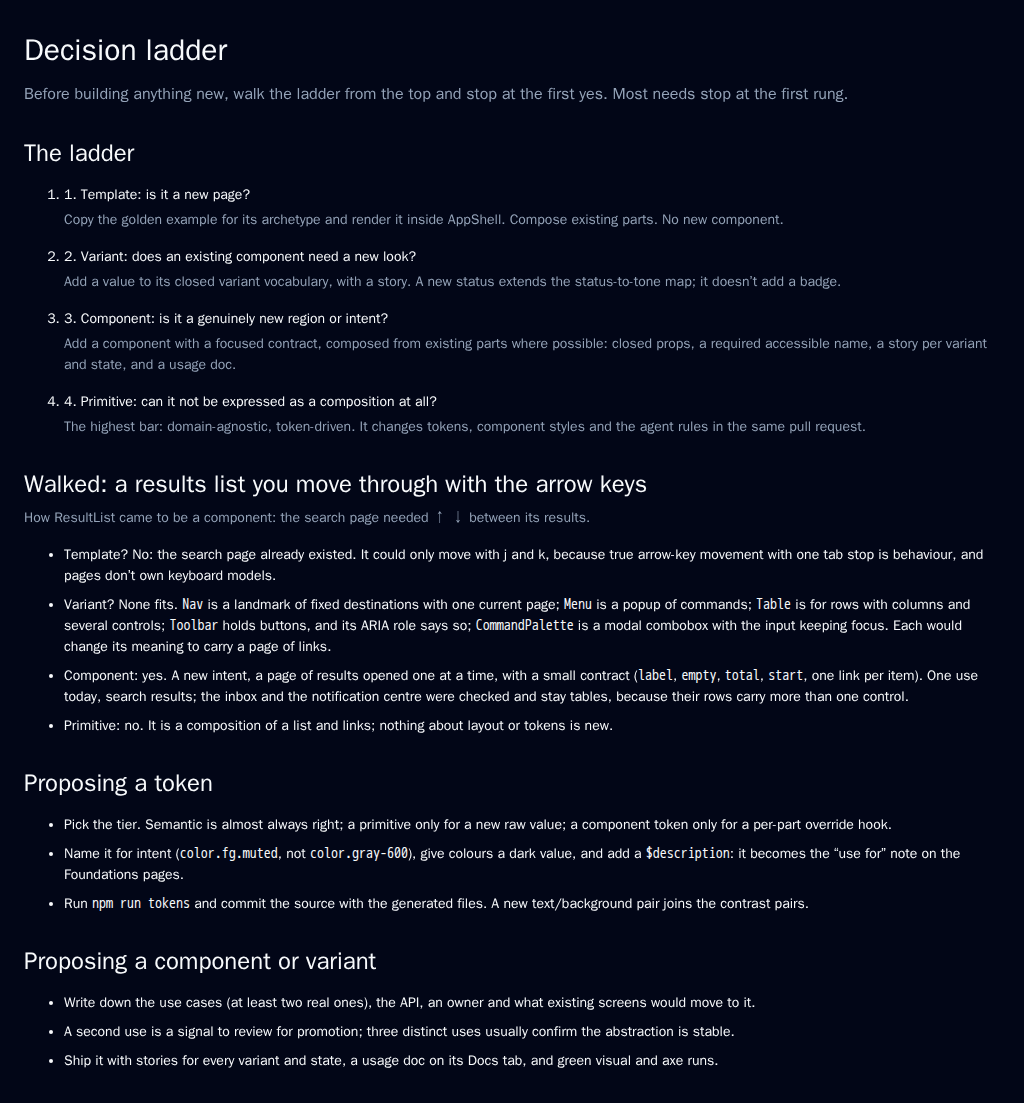 Decision ladder
Before building anything new, walk the ladder from the top and stop at the first yes. Most needs stop at the first rung.
The ladder
1. 1. Template: is it a new page?
Copy the golden example for its archetype and render it inside AppShell. Compose existing parts. No new component.
2. 2. Variant: does an existing component need a new look?
Add a value to its closed variant vocabulary, with a story. A new status extends the status-to-tone map; it doesn't add a badge.
3. 3. Component: is it a genuinely new region or intent?
Add a component with a focused contract, composed from existing parts where possible: closed props, a required accessible name, a story per variant
and state, and a usage doc.
4. 4. Primitive: can it not be expressed as a composition at all?
The highest bar: domain-agnostic, token-driven. It changes tokens, component styles and the agent rules in the same pull request.
Walked: a results list you move through with the arrow keys
How ResultList came to be a component: the search page needed ↑ ↓ between its results.
• Template? No: the search page already existed. It could only move with j and k, because true arrow-key movement with one tab stop is behaviour, and
pages don't own keyboard models.
• Variant? None fits. Nav is a landmark of fixed destinations with one current page; Menu is a popup of commands; Table is for rows with columns and
several controls; Toolbar holds buttons, and its ARIA role says so; CommandPalette is a modal combobox with the input keeping focus. Each would
change its meaning to carry a page of links.
• Component: yes. A new intent, a page of results opened one at a time, with a small contract (label, empty, total, start, one link per item). One use
today, search results; the inbox and the notification centre were checked and stay tables, because their rows carry more than one control.
• Primitive: no. It is a composition of a list and links; nothing about layout or tokens is new.
Proposing a token
• Pick the tier. Semantic is almost always right; a primitive only for a new raw value; a component token only for a per-part override hook.
• Name it for intent (color.fg.muted, not color.gray-600), give colours a dark value, and add a $description: it becomes the “use for” note on the
Foundations pages.
• Run npm run tokens and commit the source with the generated files. A new text/background pair joins the contrast pairs.
Proposing a component or variant
• Write down the use cases (at least two real ones), the API, an owner and what existing screens would move to it.
• A second use is a signal to review for promotion; three distinct uses usually confirm the abstraction is stable.
• Ship it with stories for every variant and state, a usage doc on its Docs tab, and green visual and axe runs.